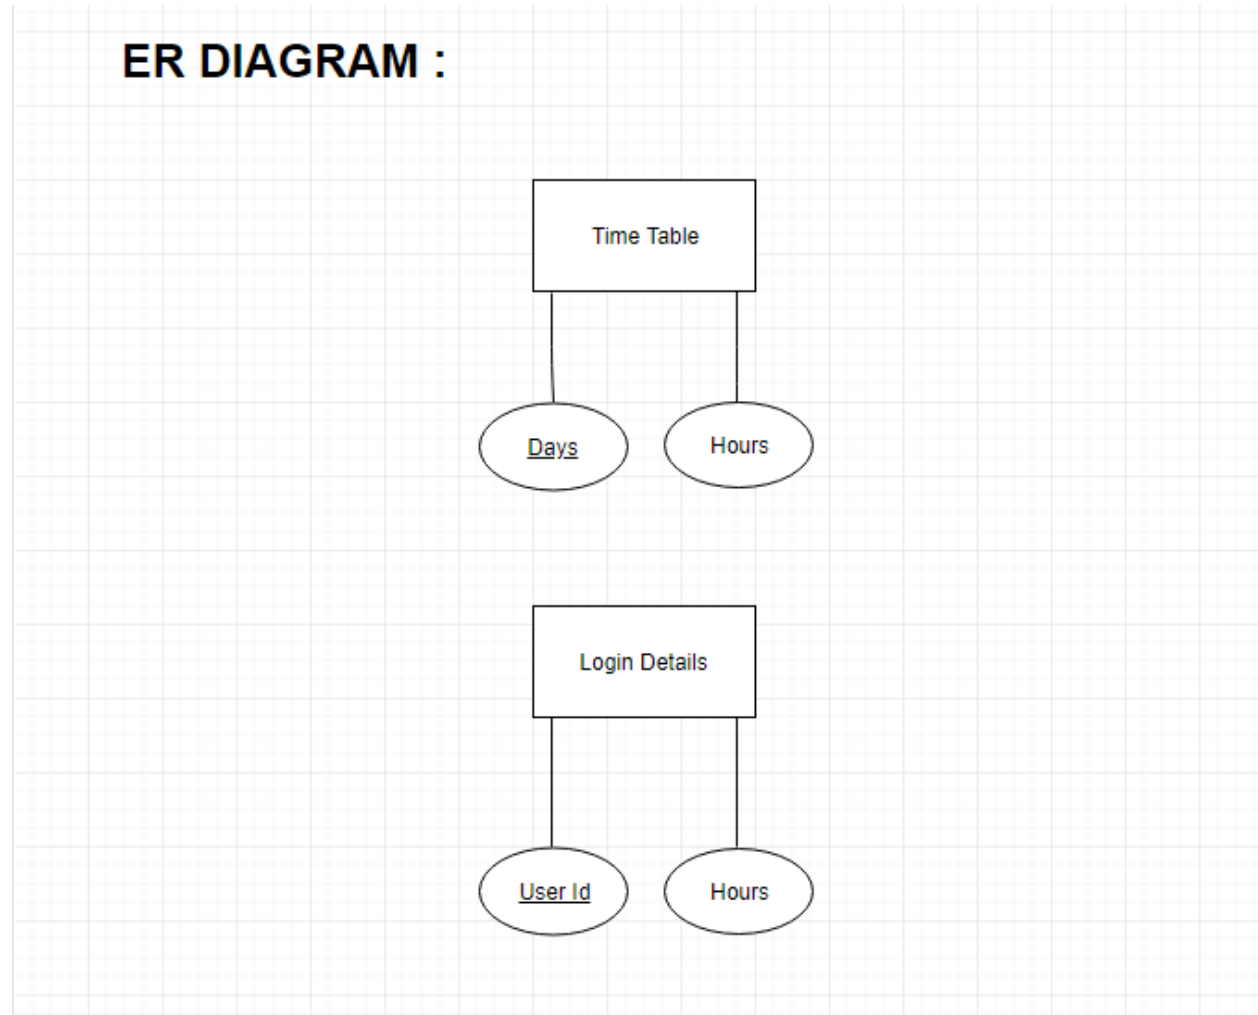 ER DIAGRAM :
Time Table
Days
Hours
Login Details
User Id
Hours